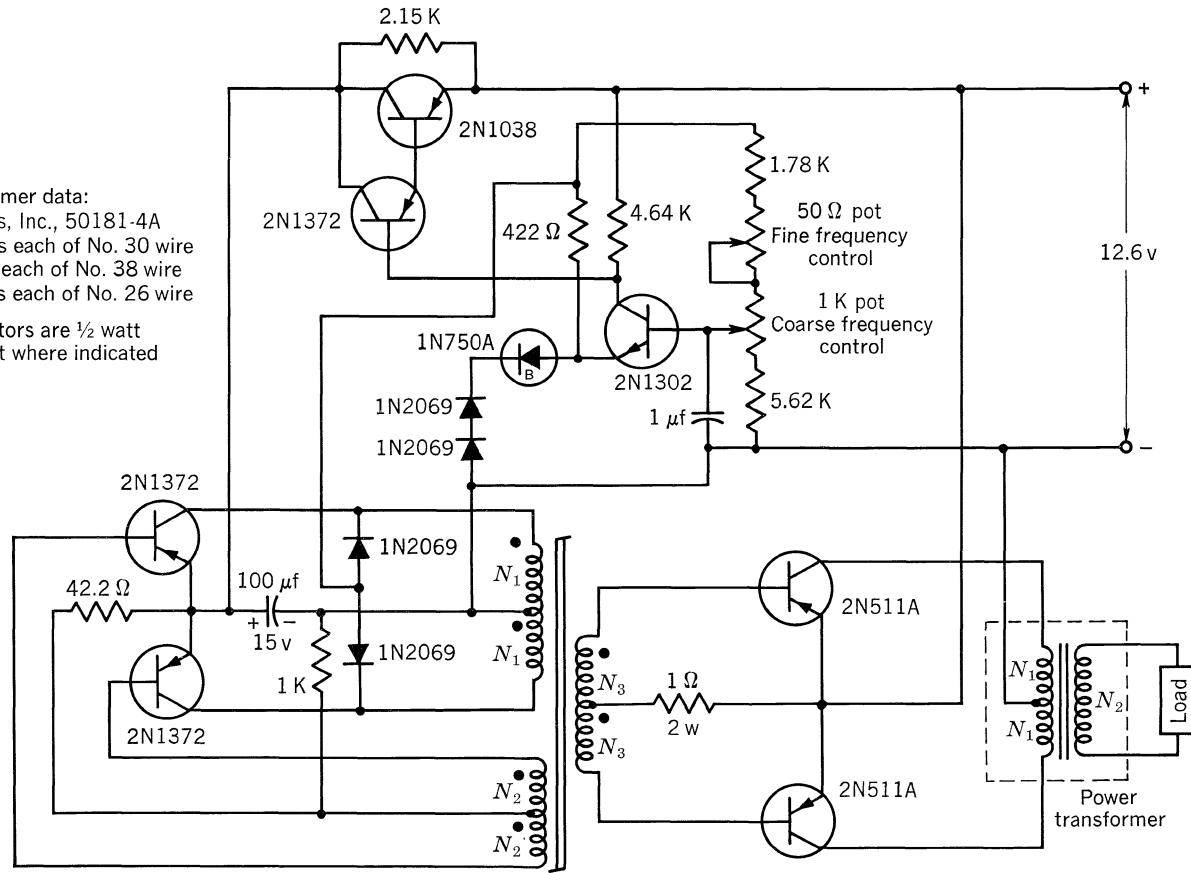 2.15 K
+
2N1038
mer data:
s, Inc., 50181-4A
s each of No. 30 wire
each of No. 38 wire
s each of No. 26 wire
tors are ½ watt
t where indicated
2N1372
422 Ω
4.64 K
1.78 K
50 Ω pot
Fine frequency
control
12.6 v
1 K pot
Coarse frequency
control
1N750A
B
2N1302
1N2069
1N2069
1 μf
5.62 K
−
2N1372
1N2069
N1
42.2 Ω
100 μf
+ −
15 v
N1
1N2069
1 K
2N1372
N2
N2
2N511A
N3
1 Ω
2 w
N3
N1
N1
N2
Load
2N511A
Power
transformer